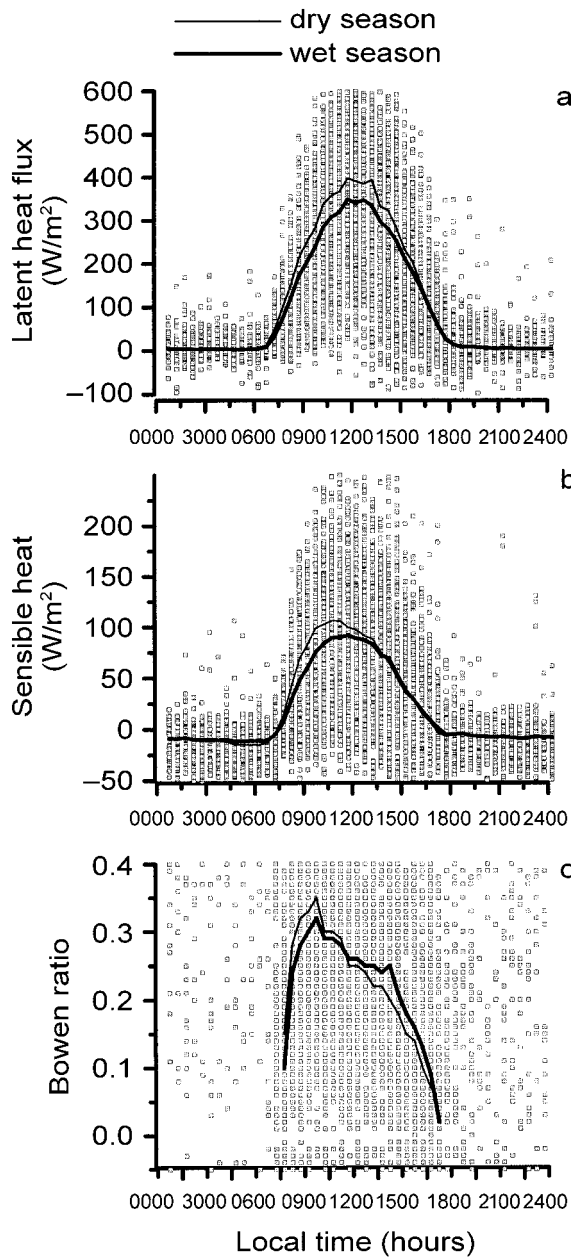 dry season
wet season
a
600
500
400
300
200
100
0
–100
Latent heat flux
(W/m²)
0000 3000 0600 0900 1200 1500 1800 2100 2400
b
200
150
100
50
0
–50
Sensible heat
(W/m²)
0000 3000 0600 0900 1200 1500 1800 2100 2400
c
0.4
0.3
0.2
0.1
0.0
Bowen ratio
0000 3000 0600 0900 1200 1500 1800 2100 2400
Local time (hours)